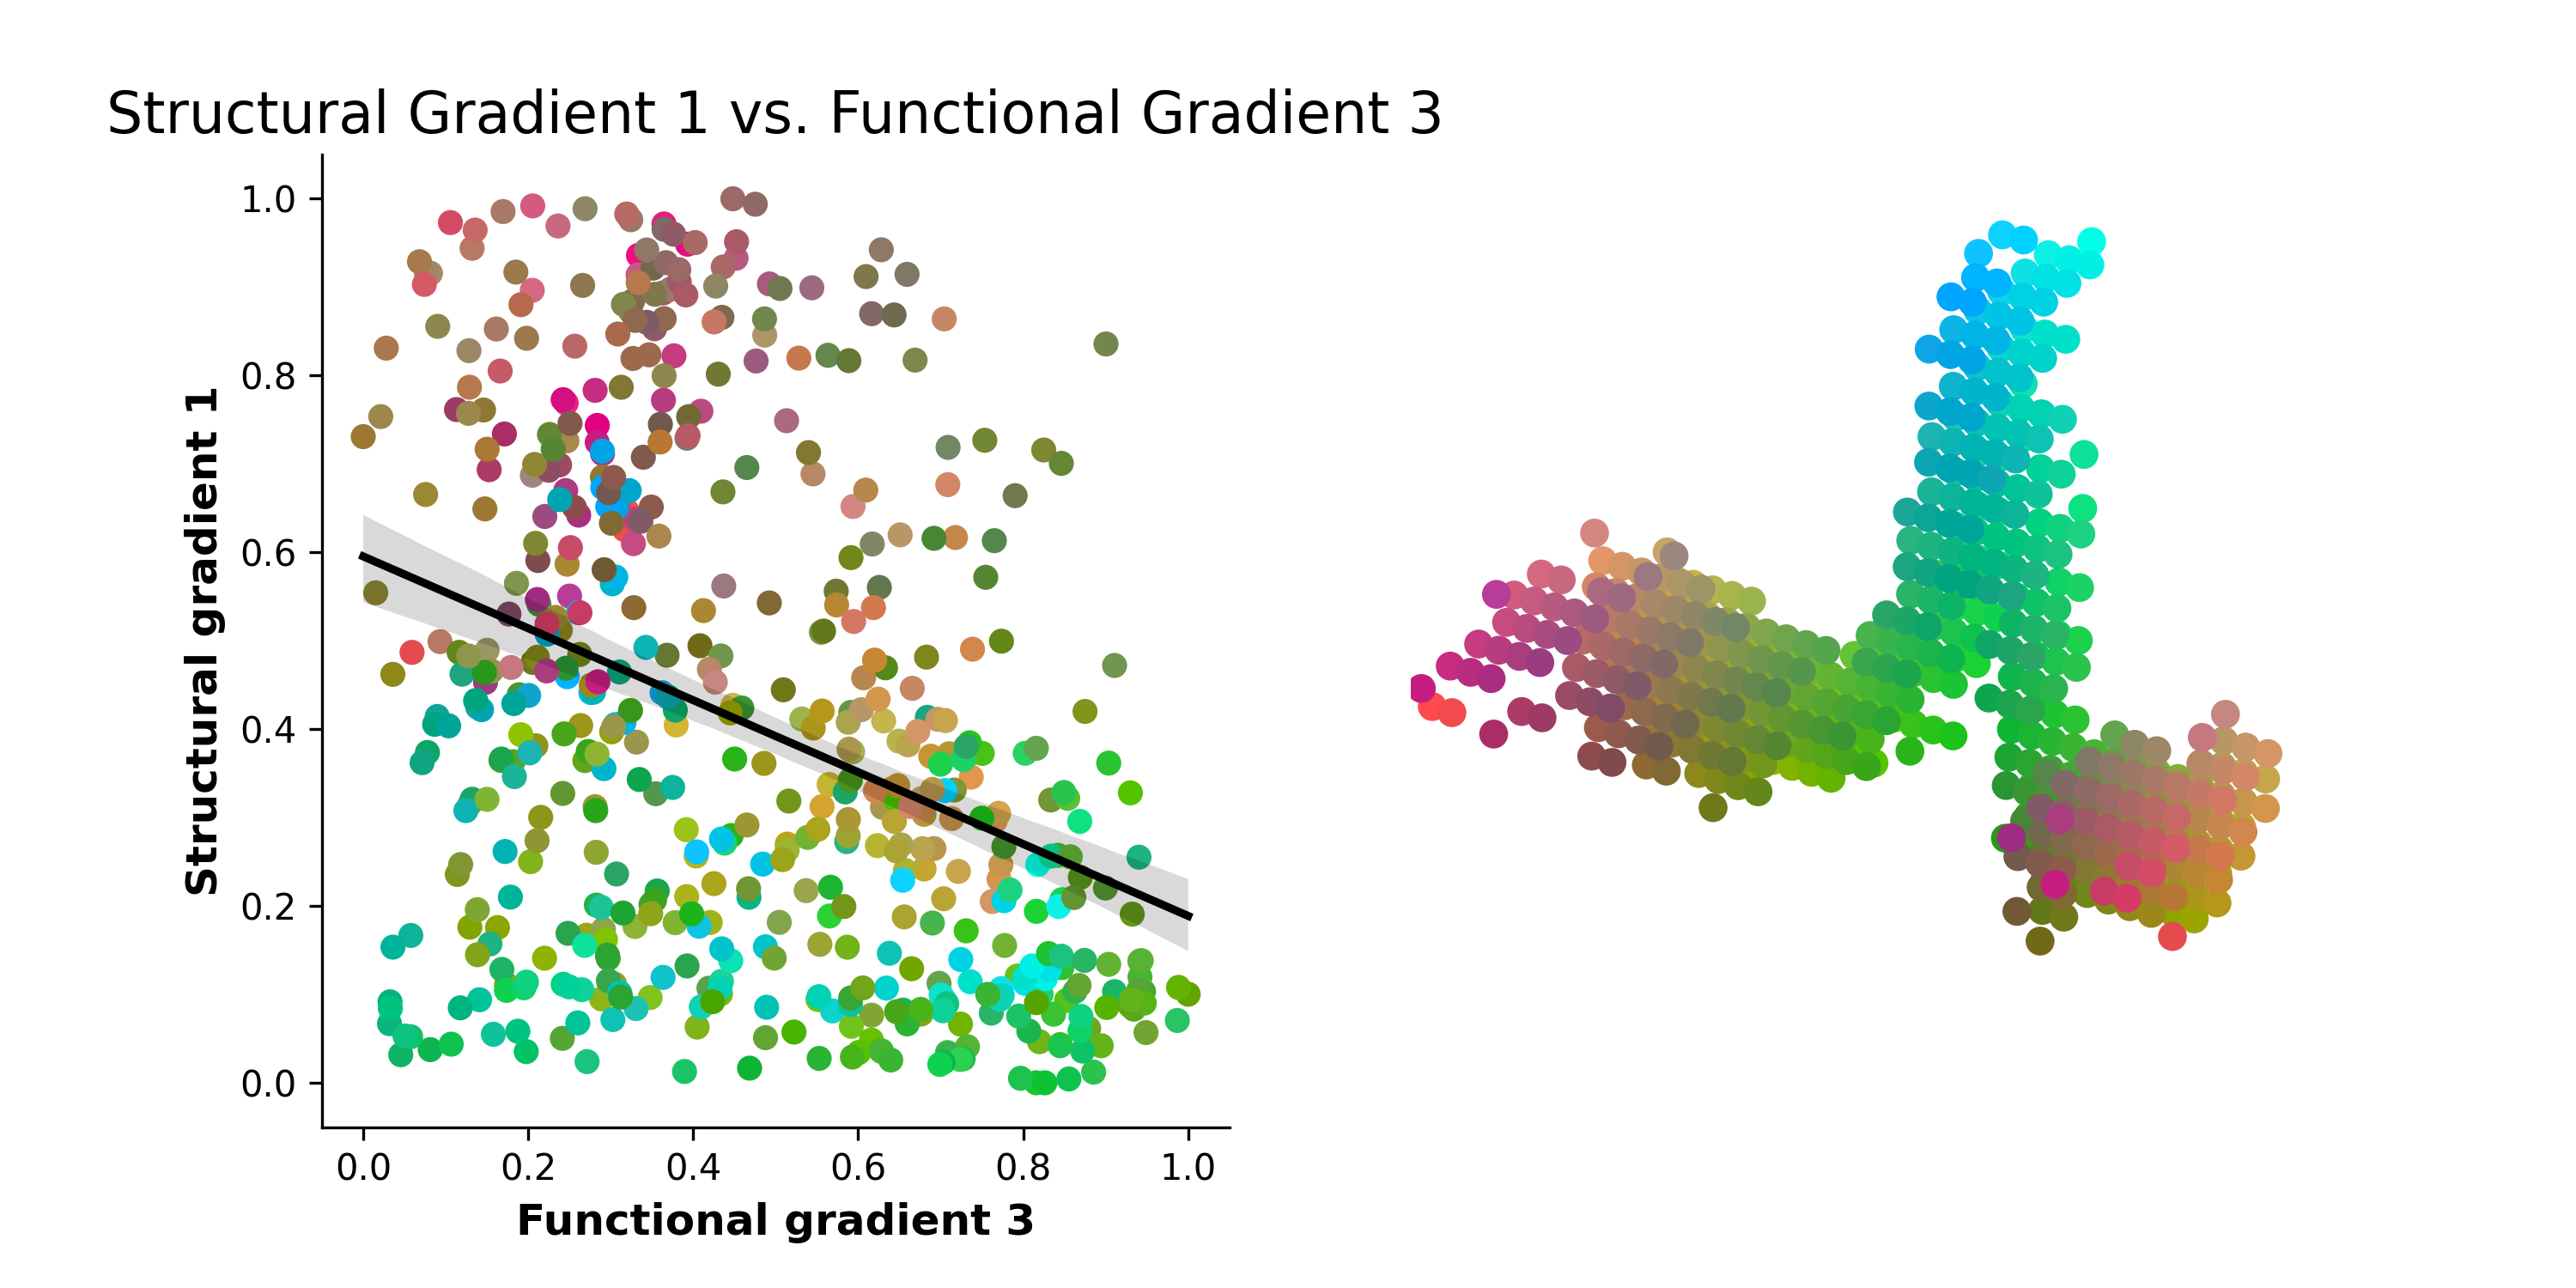 Structural Gradient 1 vs. Functional Gradient 3
Structural gradient 1
1.0
0.8
0.6
0.4
0.2
0.0
0.0 0.2 0.4 0.6 0.8 1.0
Functional gradient 3